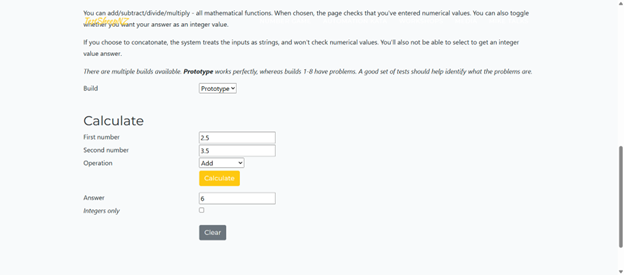 You can add/subtract/divide/multiply - all mathematical functions. When chosen, the page checks that you've entered numerical values. You can also toggle
whether you want your answer as an integer value.
If you choose to concatonate, the system treats the inputs as strings, and won't check numerical values. You'll also not be able to select to get an integer
value answer.
There are multiple builds available. Prototype works perfectly, whereas builds 1-8 have problems. A good set of tests should help identify what the problems are.
Build Prototype
Calculate
First number 2.5
Second number 3.5
Operation Add
Calculate
Answer 6
Integers only
Clear